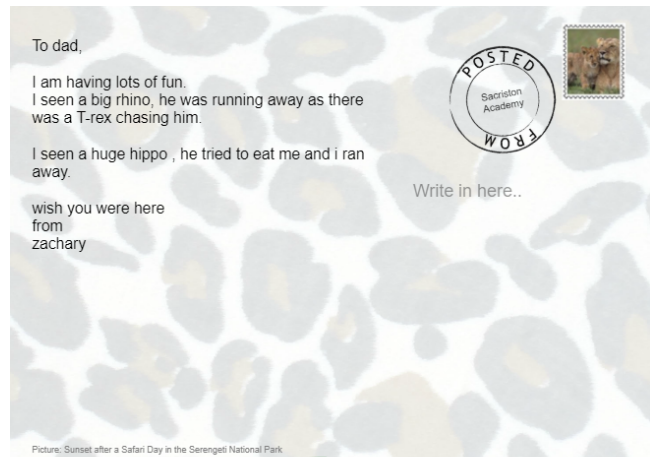 To dad,
I am having lots of fun.
I seen a big rhino, he was running away as there
was a T-rex chasing him.
I seen a huge hippo , he tried to eat me and i ran
away.
wish you were here
from
zachary
POSTED
Sacriston
Academy
FROM
Write in here..
Picture: Sunset after a Safari Day in the Serengeti National Park